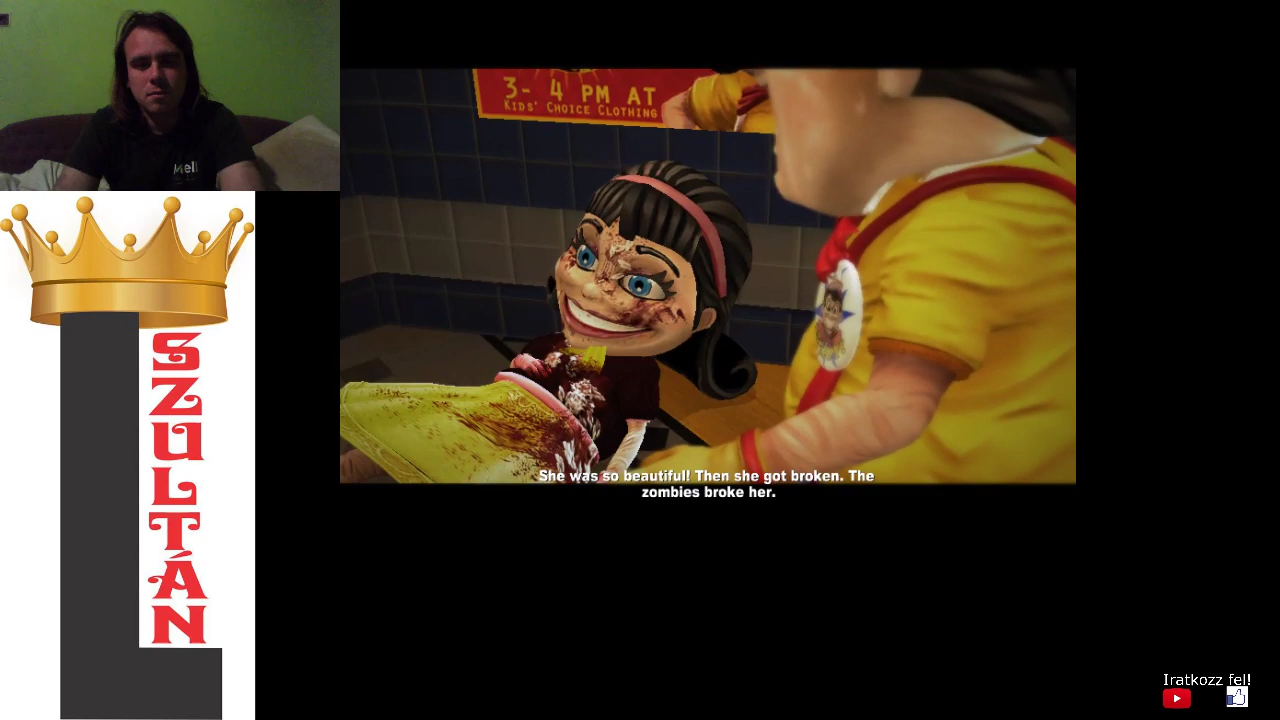 Mell
3- 4 PM AT
KIDS' CHOICE CLOTHING
SZULTÁN
L
She was so beautiful! Then she got broken. The
zombies broke her.
Iratkozz fel!